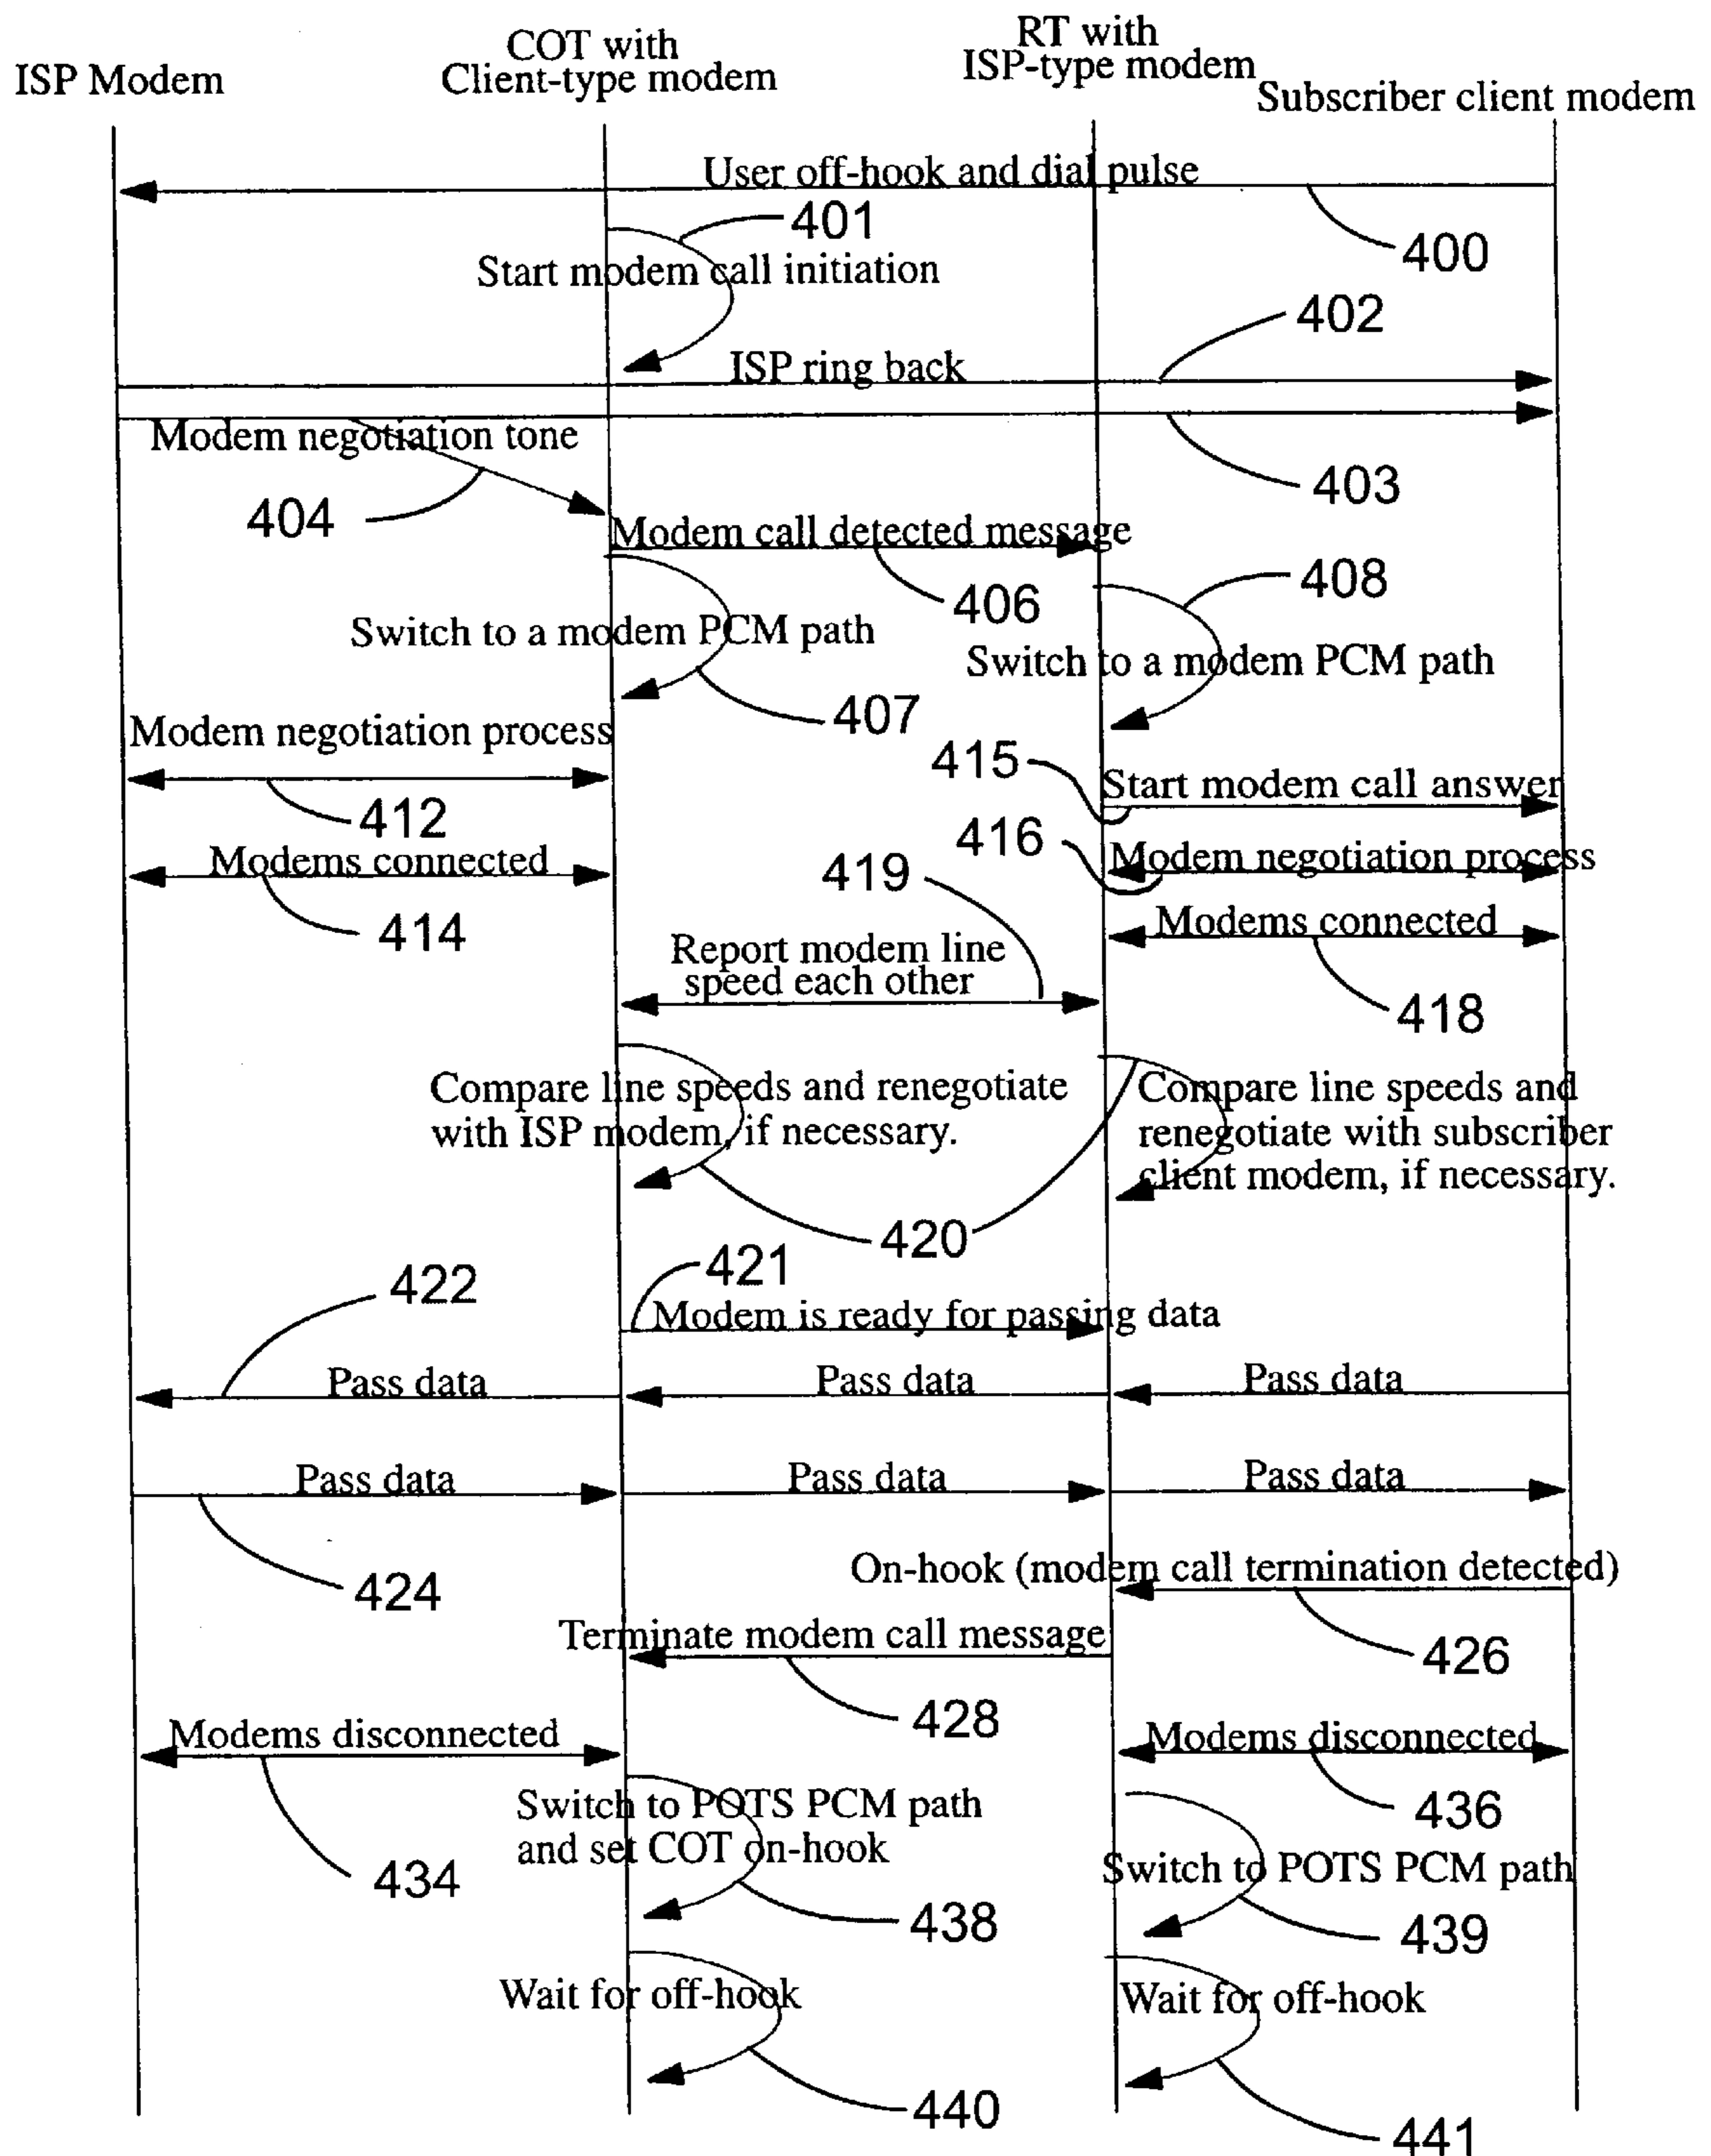 COT with
Client-type modem
RT with
ISP-type modem
ISP Modem
Subscriber client modem
User off-hook and dial pulse
401
400
Start modem call initiation
402
ISP ring back
Modem negotiation tone
403
404
Modem call detected message
406
408
Switch to a modem PCM path
Switch to a modem PCM path
407
Modem negotiation process
415
Start modem call answer
412
416
Modem negotiation process
Modems connected
419
414
Modems connected
Report modem line
speed each other
418
Compare line speeds and renegotiate
with ISP modem, if necessary.
Compare line speeds and
renegotiate with subscriber
client modem, if necessary.
420
421
422
Modem is ready for passing data
Pass data
Pass data
Pass data
Pass data
Pass data
Pass data
424
On-hook (modem call termination detected)
426
Terminate modem call message
428
Modems disconnected
Modems disconnected
436
434
Switch to POTS PCM path
and set COT on-hook
Switch to POTS PCM path
438
439
Wait for off-hook
Wait for off-hook
440
441